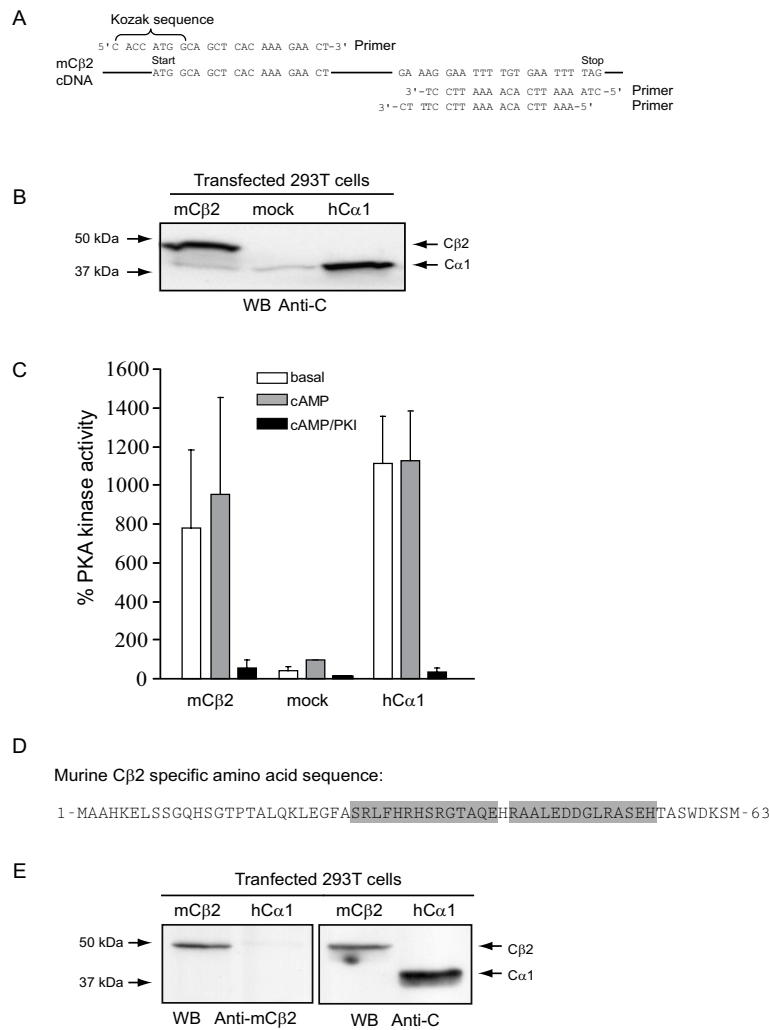 A
Kozak sequence
5'C ACC ATG GCA GCT CAC AAA GAA CT-3' Primer
mCβ2 cDNA
Start
Stop
ATG GCA GCT CAC AAA GAA CT
GA AAG GAA TTT TGT GAA TTT TAG
3'-TC CTT AAA ACA CTT AAA ATC-5' Primer
3'-CT TTC CTT AAA ACA CTT AAA-5' Primer
B
Transfected 293T cells
mCβ2 mock hCα1
50 kDa
Cβ2
37 kDa
Cα1
WB Anti-C
C
% PKA kinase activity
1600
1400
1200
1000
800
600
400
200
0
basal
cAMP
cAMP/PKI
mCβ2 mock hCα1
D
Murine Cβ2 specific amino acid sequence:
1-MAAHKELSSGQHSGTPTALQKLEGFASRLFHRHSRGTAQEHRAALEDDGLRASEHTASWDKSM-63
E
Tranfected 293T cells
mCβ2 hCα1 mCβ2 hCα1
50 kDa
Cβ2
37 kDa
Cα1
WB Anti-mCβ2
WB Anti-C